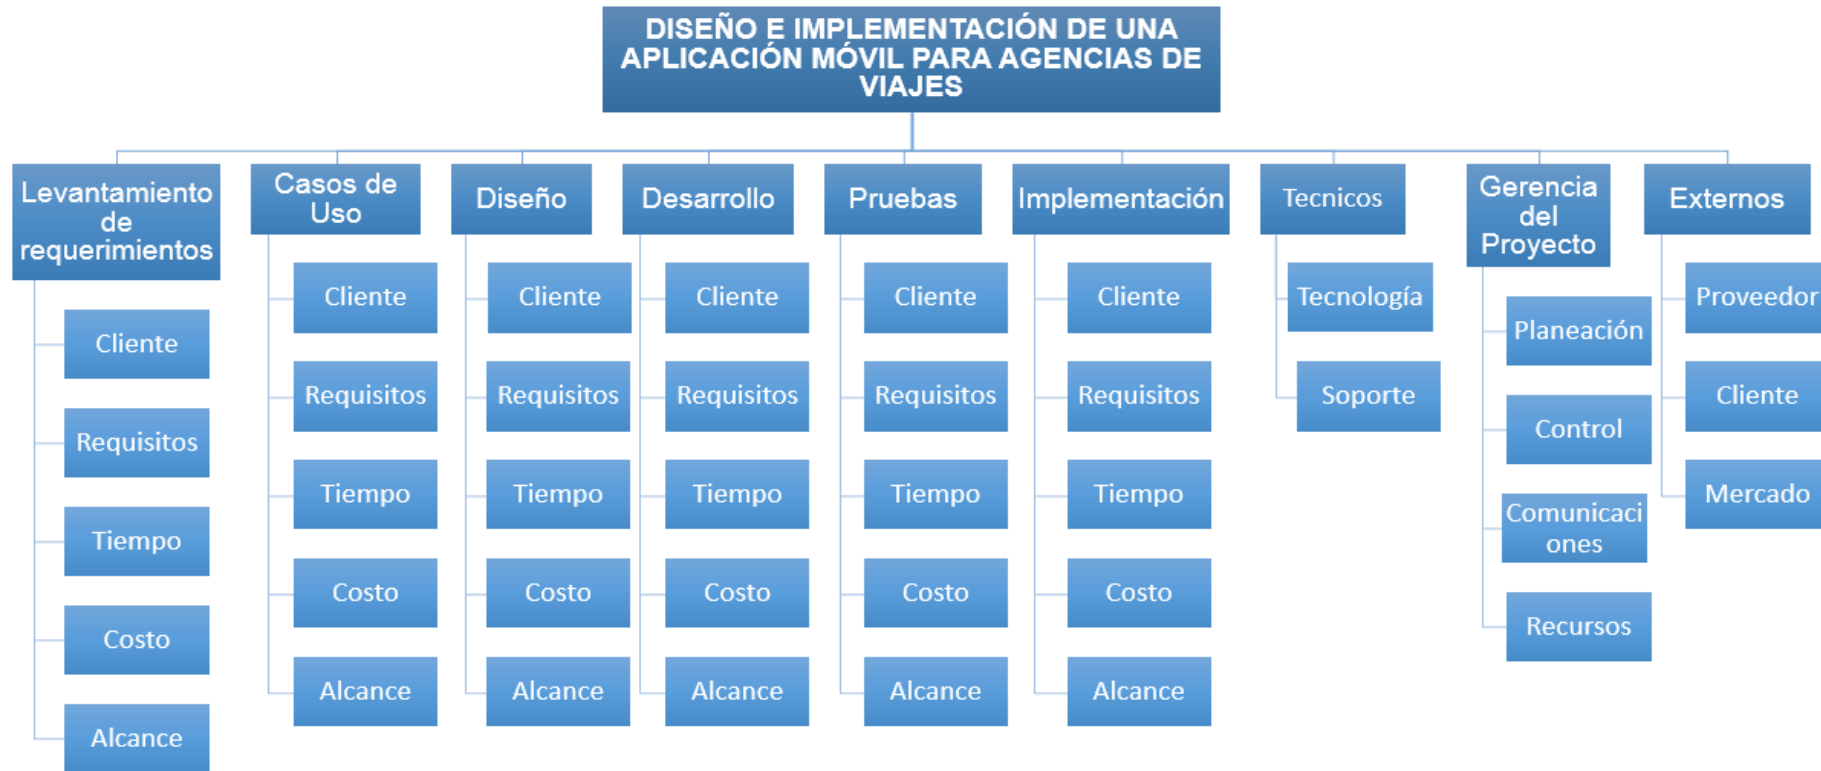 DISEÑO E IMPLEMENTACIÓN DE UNA
APLICACIÓN MÓVIL PARA AGENCIAS DE
VIAJES
Levantamiento
de
requerimientos
Cliente
Requisitos
Tiempo
Costo
Alcance
Casos de
Uso
Cliente
Requisitos
Tiempo
Costo
Alcance
Diseño
Cliente
Requisitos
Tiempo
Costo
Alcance
Desarrollo
Cliente
Requisitos
Tiempo
Costo
Alcance
Pruebas
Cliente
Requisitos
Tiempo
Costo
Alcance
Implementación
Cliente
Requisitos
Tiempo
Costo
Alcance
Tecnicos
Tecnología
Soporte
Gerencia
del
Proyecto
Planeación
Control
Comunicaci
ones
Recursos
Externos
Proveedor
Cliente
Mercado